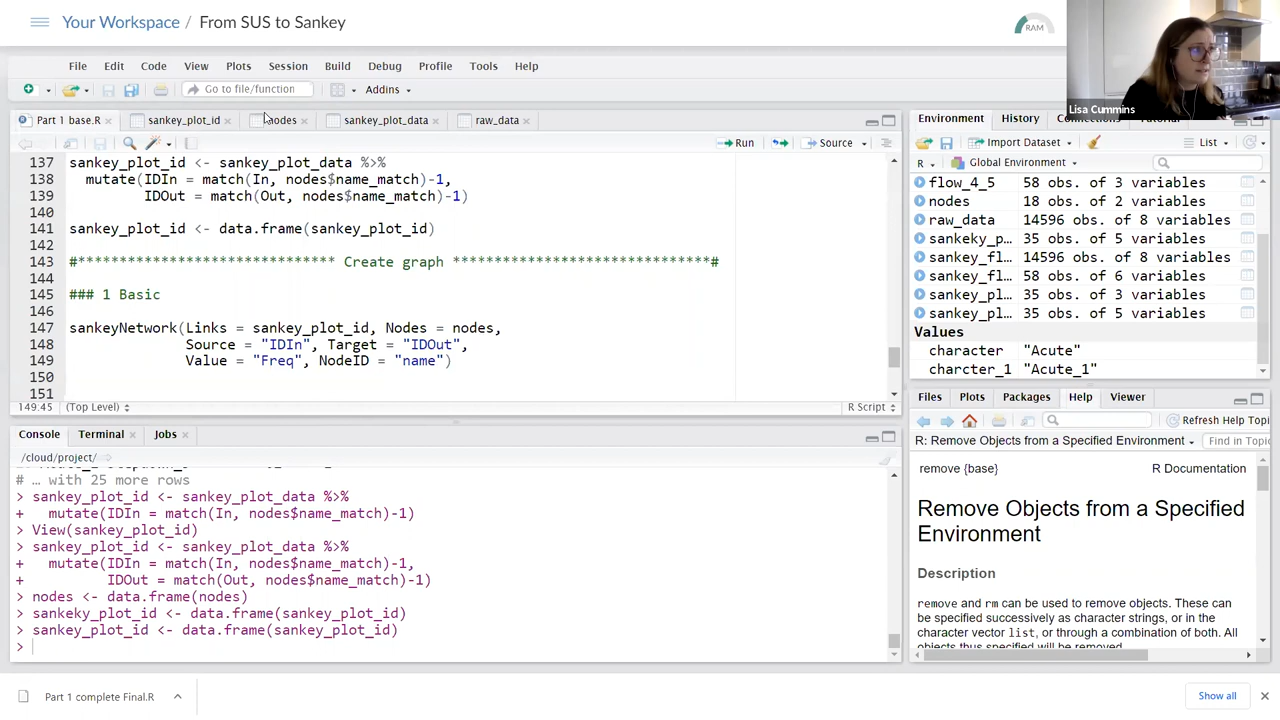 Your Workspace / From SUS to Sankey
RAM
Lisa Cummins
File Edit Code View Plots Session Build Debug Profile Tools Help
Go to file/function Addins
Part 1 base.R sankey_plot_id nodes sankey_plot_data raw_data
Run Source
137 sankey_plot_id <- sankey_plot_data %>%
138 mutate(IDIn = match(In, nodes$name_match)-1,
139 IDOut = match(Out, nodes$name_match)-1)
140
141 sankey_plot_id <- data.frame(sankey_plot_id)
142
143 #******************************* Create graph *******************************#
144
145 ### 1 Basic
146
147 sankeyNetwork(Links = sankey_plot_id, Nodes = nodes,
148 Source = "IDIn", Target = "IDOut",
149 Value = "Freq", NodeID = "name")
150
151
149:45 (Top Level) R Script
Console Terminal Jobs
/cloud/project/
# … with 25 more rows
> sankey_plot_id <- sankey_plot_data %>%
+ mutate(IDIn = match(In, nodes$name_match)-1)
> View(sankey_plot_id)
> sankey_plot_id <- sankey_plot_data %>%
+ mutate(IDIn = match(In, nodes$name_match)-1,
+ IDOut = match(Out, nodes$name_match)-1)
> nodes <- data.frame(nodes)
> sankeky_plot_id <- data.frame(sankey_plot_id)
> sankey_plot_id <- data.frame(sankey_plot_id)
>
Environment History
Import Dataset List
R Global Environment
flow_4_5 58 obs. of 3 variables
nodes 18 obs. of 2 variables
raw_data 14596 obs. of 8 variables
sankeky_p… 35 obs. of 5 variables
sankey_fl… 14596 obs. of 8 variables
sankey_fl… 58 obs. of 6 variables
sankey_pl… 35 obs. of 3 variables
sankey_pl… 35 obs. of 5 variables
Values
character "Acute"
charcter_1 "Acute_1"
Files Plots Packages Help Viewer
Refresh Help Topi
R: Remove Objects from a Specified Environment Find in Topic
remove {base} R Documentation
Remove Objects from a Specified
Environment
Description
remove and rm can be used to remove objects. These can
be specified successively as character strings, or in the
character vector list, or through a combination of both. All
objects thus specified will be removed.
Part 1 complete Final.R Show all